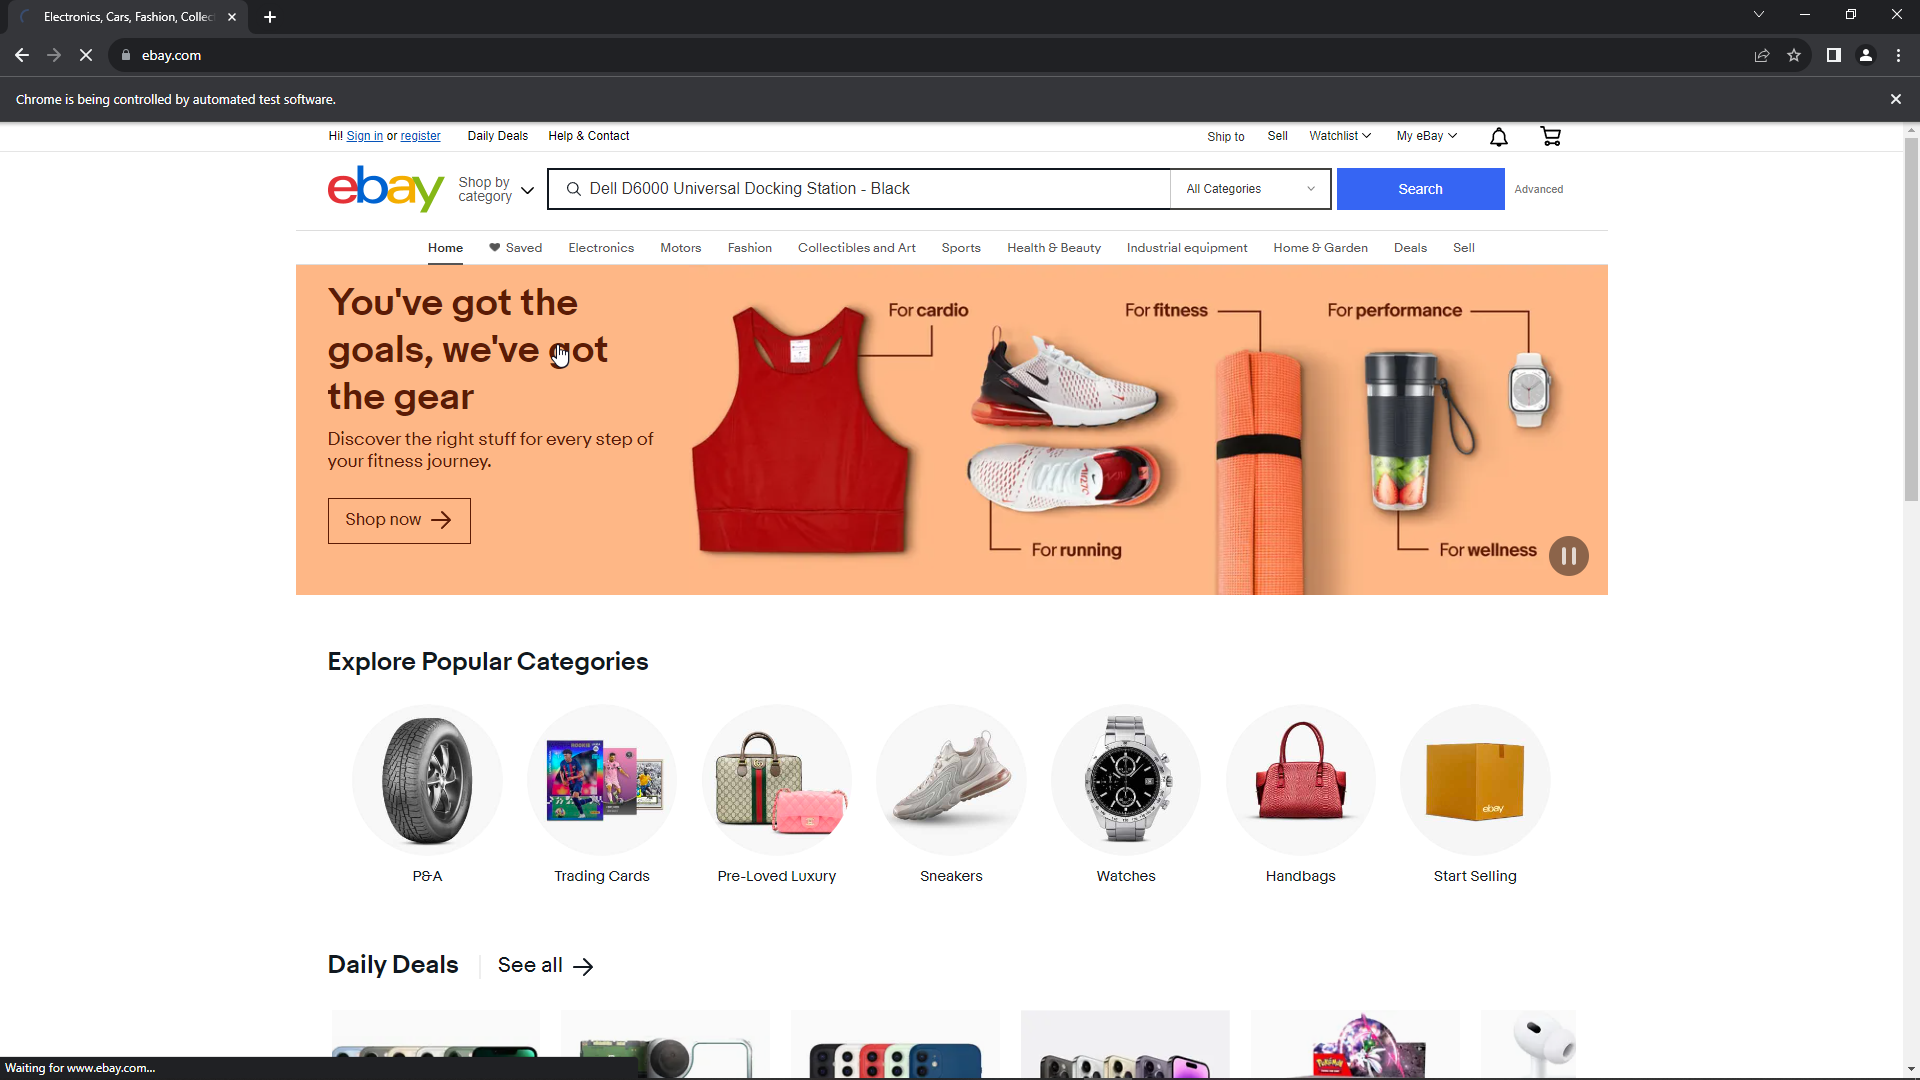 Electronics, Cars, Fashion, Collec
ebay.com
Chrome is being controlled by automated test software.
Hi! Sign in or register Daily Deals Help & Contact Ship to Sell Watchlist My eBay
ebay Shop by category Dell D6000 Universal Docking Station - Black All Categories Search Advanced
Home Saved Electronics Motors Fashion Collectibles and Art Sports Health & Beauty Industrial equipment Home & Garden Deals Sell
You've got the
goals, we've got
the gear
Discover the right stuff for every step of
your fitness journey.
Shop now
For cardio
For fitness
For performance
For running
For wellness
Explore Popular Categories
ebay
P&A Trading Cards Pre-Loved Luxury Sneakers Watches Handbags Start Selling
Daily Deals See all
Waiting for www.ebay.com...